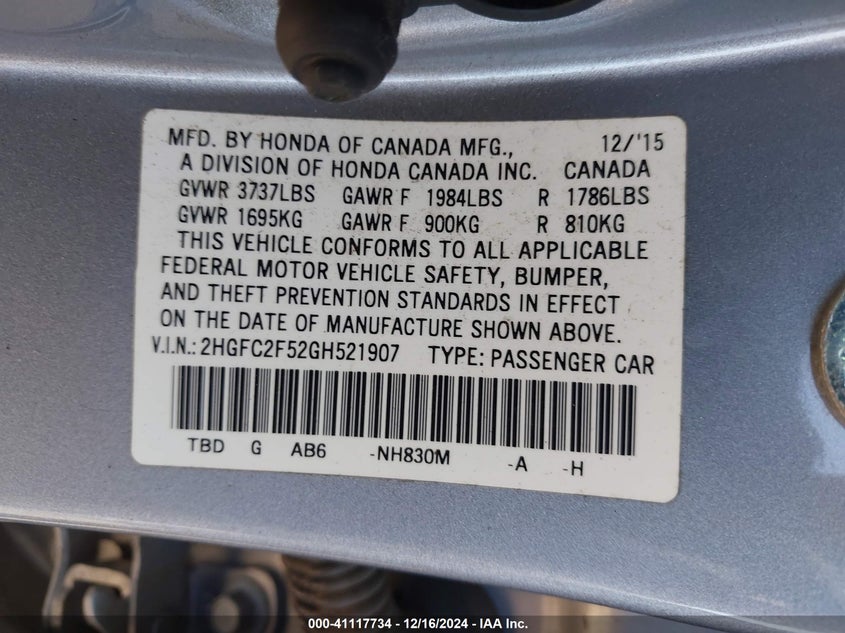 MFD. BY HONDA OF CANADA MFG., 12/'15
A DIVISION OF HONDA CANADA INC. CANADA
GVWR 3737LBS GAWR F 1984LBS R 1786LBS
GVWR 1695KG GAWR F 900KG R 810KG
THIS VEHICLE CONFORMS TO ALL APPLICABLE
FEDERAL MOTOR VEHICLE SAFETY, BUMPER,
AND THEFT PREVENTION STANDARDS IN EFFECT
ON THE DATE OF MANUFACTURE SHOWN ABOVE.
V.I.N.: 2HGFC2F52GH521907 TYPE: PASSENGER CAR
TBD G AB6 -NH830M -A -H
000-41117734 - 12/16/2024 - IAA Inc.